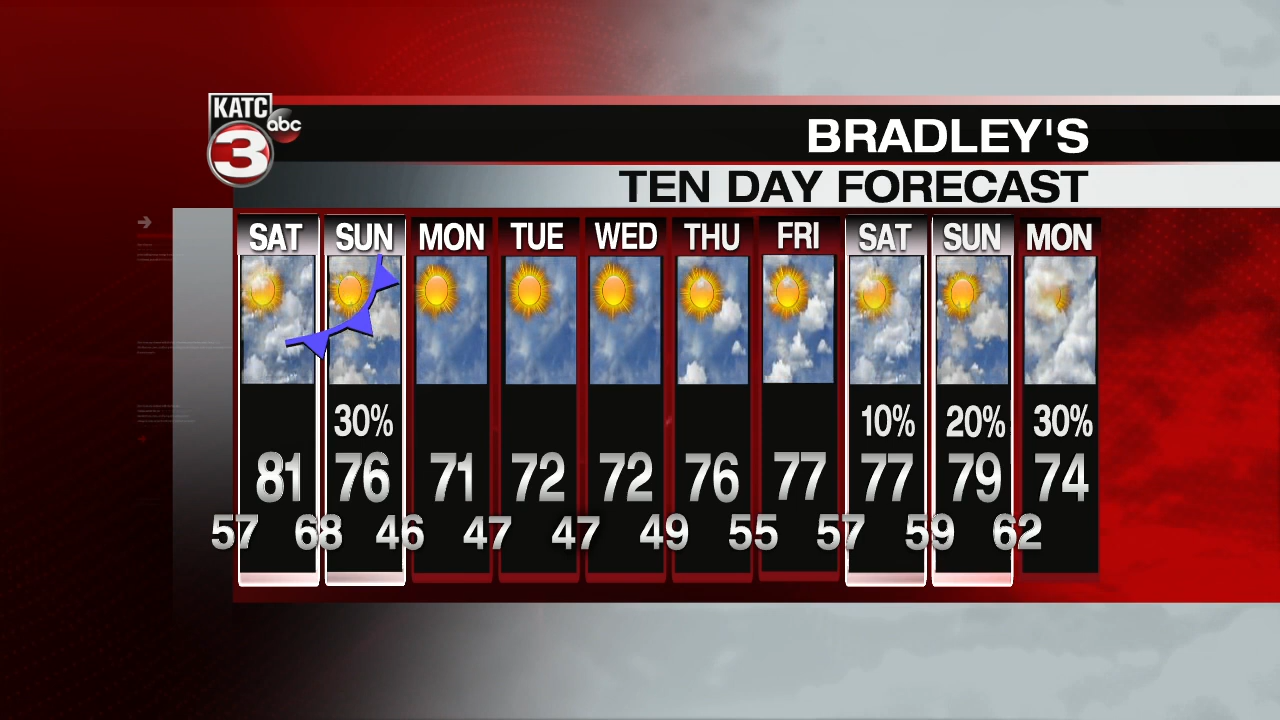 KATC
abc
3
BRADLEY'S
TEN DAY FORECAST
SAT SUN MON TUE WED THU FRI SAT SUN MON
30% 10% 20% 30%
81 76 71 72 72 76 77 77 79 74
57 68 46 47 47 49 55 57 59 62